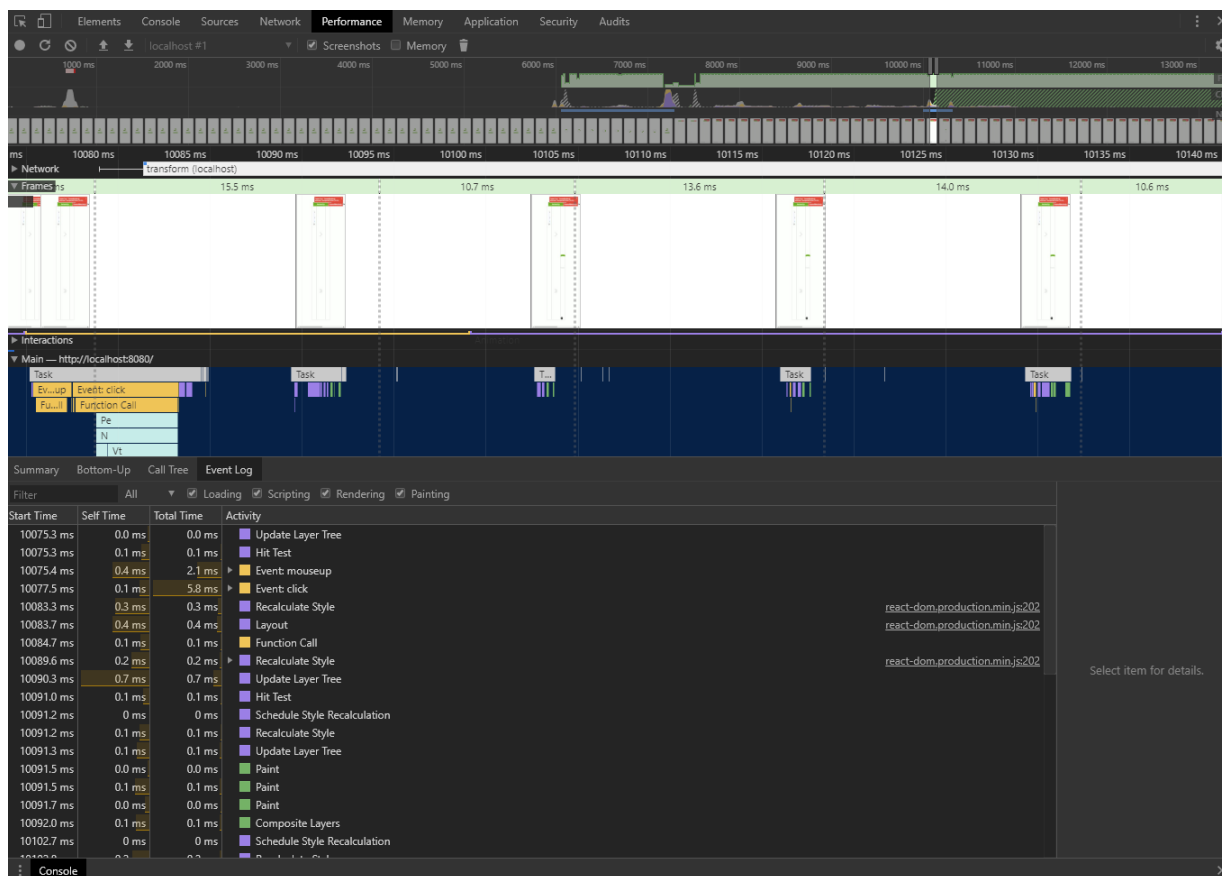 Elements Console Sources Network Performance Memory Application Security Audits
localhost #1 Screenshots Memory
1000 ms 2000 ms 3000 ms 4000 ms 5000 ms 6000 ms 7000 ms 8000 ms 9000 ms 10000 ms 11000 ms 12000 ms 13000 ms
ms 10080 ms 10085 ms 10090 ms 10095 ms 10100 ms 10105 ms 10110 ms 10115 ms 10120 ms 10125 ms 10130 ms 10135 ms 10140 ms
Network transform (localhost)
Frames ns 15.5 ms 10.7 ms 13.6 ms 14.0 ms 10.6 ms
Interactions
Main — http://localhost:8080/
Task Task T... Task Task
Ev...up Event: click
Fu...ll Function Call
Pe
N
Vt
Summary Bottom-Up Call Tree Event Log
Filter All Loading Scripting Rendering Painting
Start Time Self Time Total Time Activity
10075.3 ms 0.0 ms 0.0 ms Update Layer Tree
10075.3 ms 0.1 ms 0.1 ms Hit Test
10075.4 ms 0.4 ms 2.1 ms Event: mouseup
10077.5 ms 0.1 ms 5.8 ms Event: click
10083.3 ms 0.3 ms 0.3 ms Recalculate Style react-dom.production.min.js:202
10083.7 ms 0.4 ms 0.4 ms Layout react-dom.production.min.js:202
10084.7 ms 0.1 ms 0.1 ms Function Call
10089.6 ms 0.2 ms 0.2 ms Recalculate Style react-dom.production.min.js:202
10090.3 ms 0.7 ms 0.7 ms Update Layer Tree
Select item for details.
10091.0 ms 0.1 ms 0.1 ms Hit Test
10091.2 ms 0 ms 0 ms Schedule Style Recalculation
10091.2 ms 0.1 ms 0.1 ms Recalculate Style
10091.3 ms 0.1 ms 0.1 ms Update Layer Tree
10091.5 ms 0.0 ms 0.0 ms Paint
10091.5 ms 0.1 ms 0.1 ms Paint
10091.7 ms 0.0 ms 0.0 ms Paint
10092.0 ms 0.1 ms 0.1 ms Composite Layers
10102.7 ms 0 ms 0 ms Schedule Style Recalculation
Console